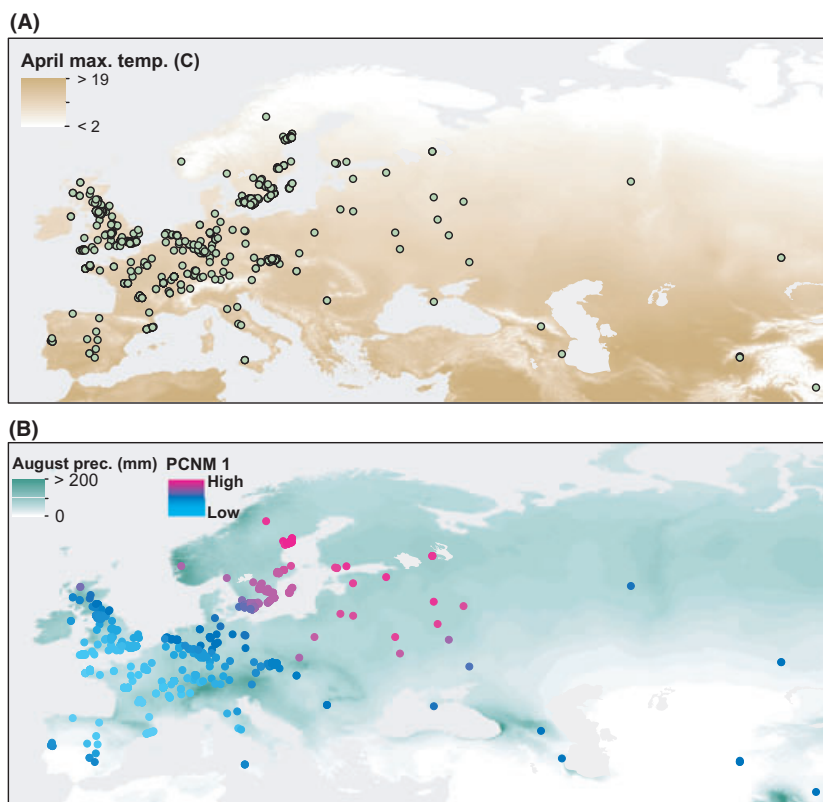 (A)
April max. temp. (C)
> 19
< 2
(B)
August prec. (mm)
> 200
0
PCNM 1
High
Low